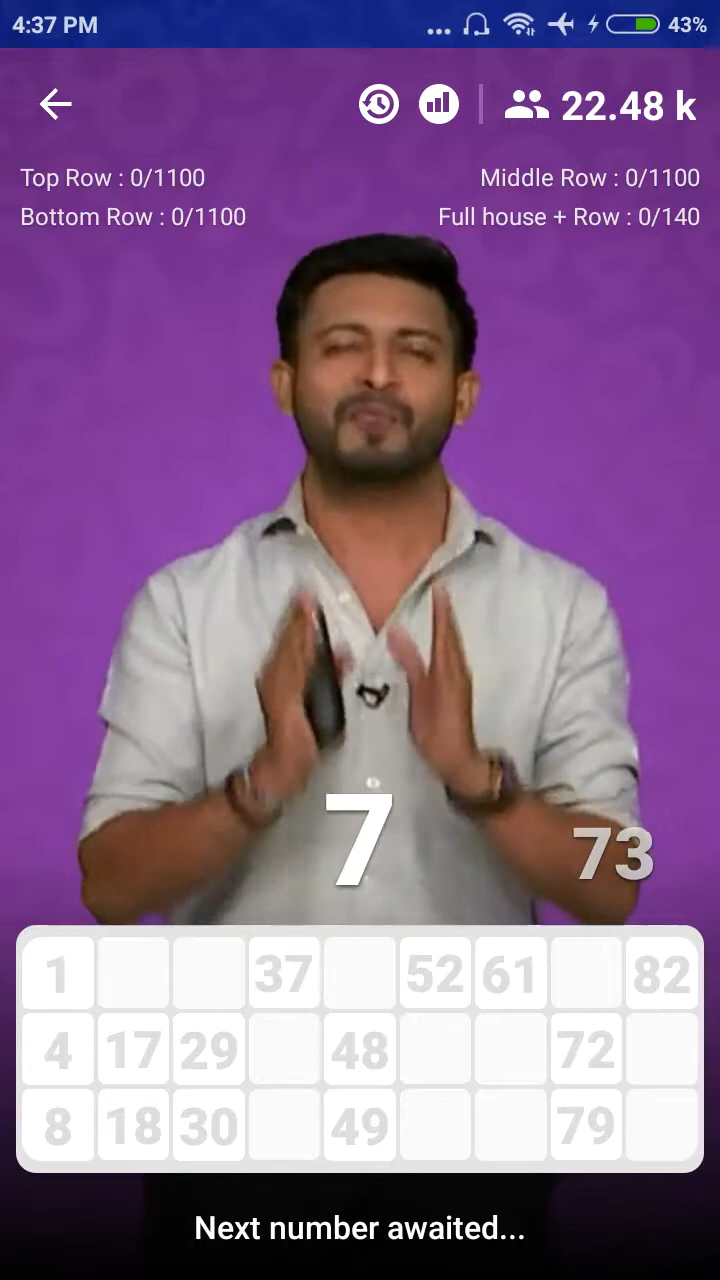 4:37 PM ... 43%
22.48 k
Top Row : 0/1100 Middle Row : 0/1100
Bottom Row : 0/1100 Full house + Row : 0/140
7 73
1 37 52 61 82
4 17 29 48 72
8 18 30 49 79
Next number awaited...